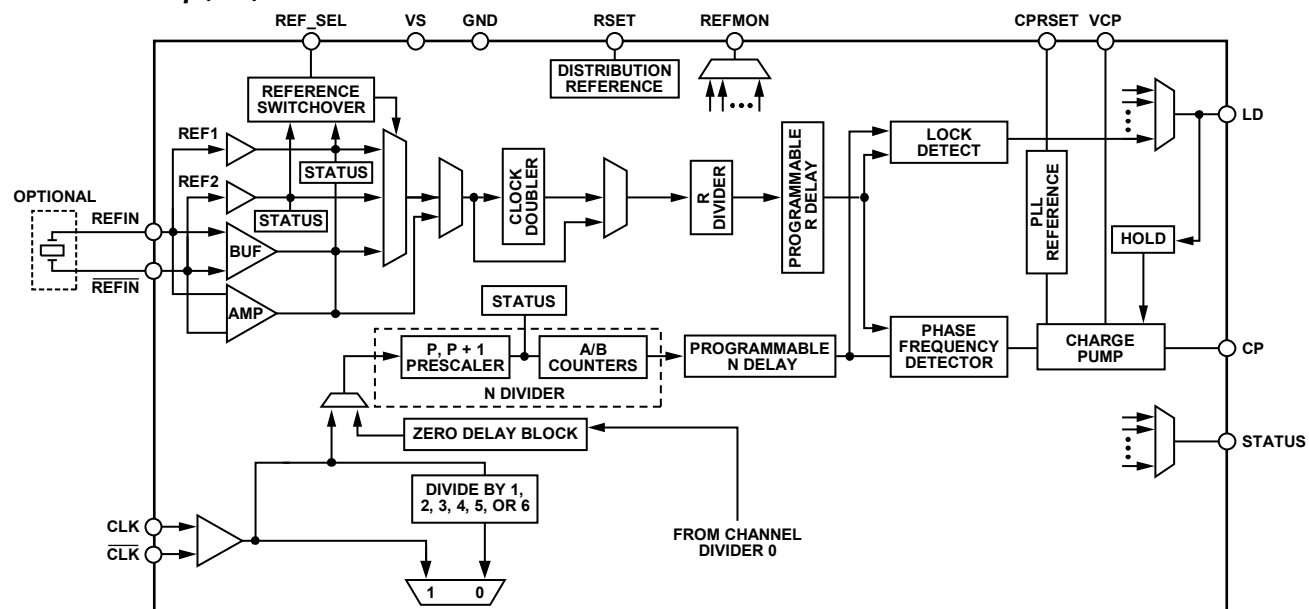 REF_SEL
VS
GND
RSET
REFMON
CPRSET
VCP
DISTRIBUTION
REFERENCE
REFERENCE
SWITCHOVER
REF1
REF2
STATUS
STATUS
OPTIONAL
REFIN
REFIN
BUF
AMP
CLOCK
DOUBLER
R
DIVIDER
PROGRAMMABLE
R DELAY
LOCK
DETECT
LD
PLL
REFERENCE
HOLD
STATUS
P, P + 1
PRESCALER
A/B
COUNTERS
N DIVIDER
PROGRAMMABLE
N DELAY
PHASE
FREQUENCY
DETECTOR
CHARGE
PUMP
CP
ZERO DELAY BLOCK
STATUS
DIVIDE BY 1,
2, 3, 4, 5, OR 6
CLK
CLK
FROM CHANNEL
DIVIDER 0
1 0